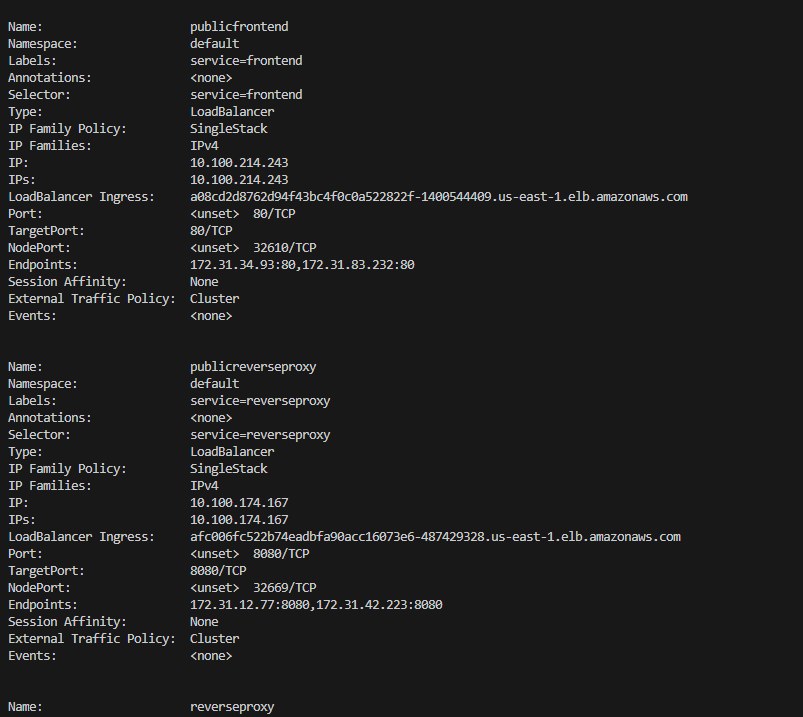 Name: publicfrontend
Namespace: default
Labels: service=frontend
Annotations: <none>
Selector: service=frontend
Type: LoadBalancer
IP Family Policy: SingleStack
IP Families: IPv4
IP: 10.100.214.243
IPs: 10.100.214.243
LoadBalancer Ingress: a08cd2d8762d94f43bc4f0c0a522822f-1400544409.us-east-1.elb.amazonaws.com
Port: <unset> 80/TCP
TargetPort: 80/TCP
NodePort: <unset> 32610/TCP
Endpoints: 172.31.34.93:80,172.31.83.232:80
Session Affinity: None
External Traffic Policy: Cluster
Events: <none>
Name: publicreverseproxy
Namespace: default
Labels: service=reverseproxy
Annotations: <none>
Selector: service=reverseproxy
Type: LoadBalancer
IP Family Policy: SingleStack
IP Families: IPv4
IP: 10.100.174.167
IPs: 10.100.174.167
LoadBalancer Ingress: afc006fc522b74eadbfa90acc16073e6-487429328.us-east-1.elb.amazonaws.com
Port: <unset> 8080/TCP
TargetPort: 8080/TCP
NodePort: <unset> 32669/TCP
Endpoints: 172.31.12.77:8080,172.31.42.223:8080
Session Affinity: None
External Traffic Policy: Cluster
Events: <none>
Name: reverseproxy